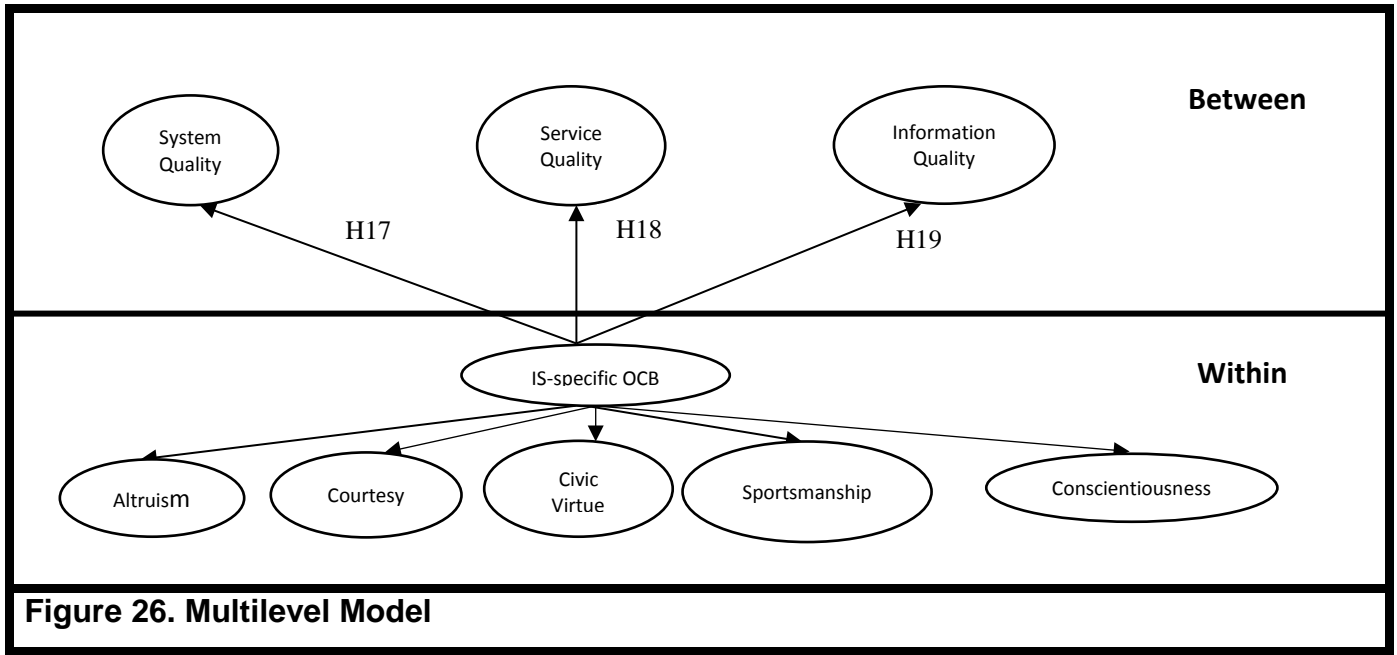 Between
System
Quality
Service
Quality
Information
Quality
H17
H18
H19
IS-specific OCB
Within
Altruism
Courtesy
Civic
Virtue
Sportsmanship
Conscientiousness
Figure 26. Multilevel Model